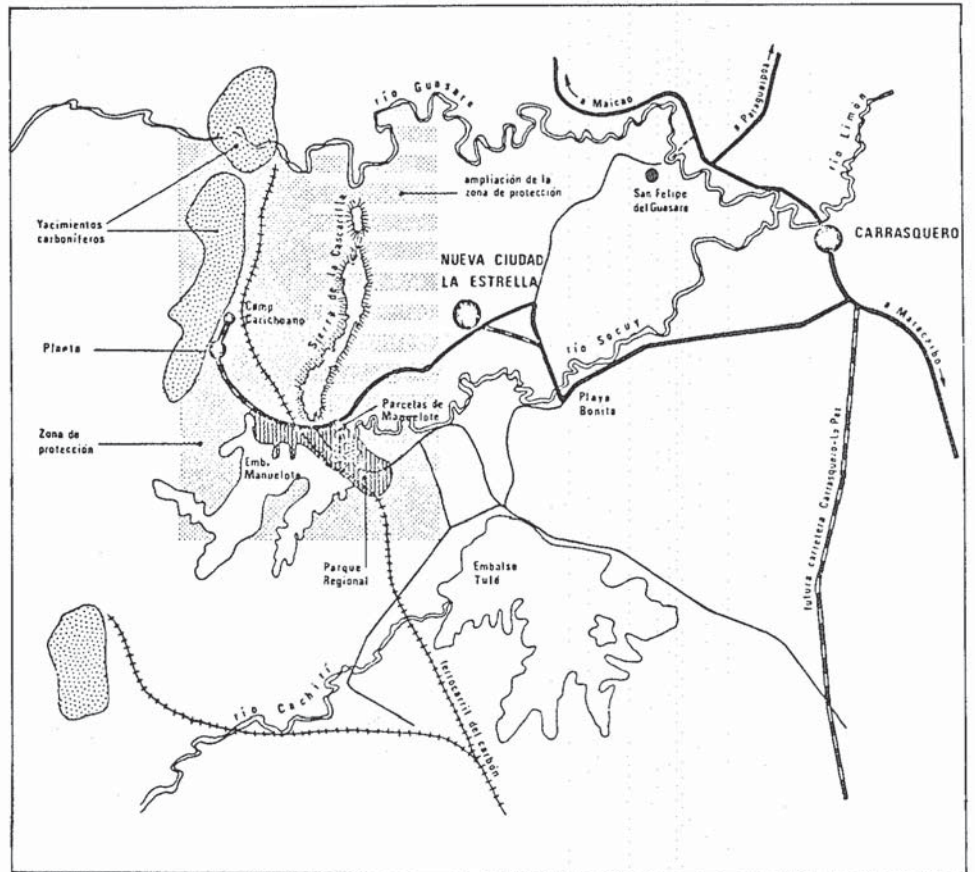 río Guasare
a Maicao
a Paraguaipoa
río Limón
ampliación de la
zona de protección
San Felipe
del Guasare
Yacimientos
carboníferos
Sierra de la Cascarilla
NUEVA CIUDAD
LA ESTRELLA
CARRASQUERO
Camp
Carichoano
río Socuy
a Maracaibo
Planta
Parcelas de
Manuelote
Playa
Bonita
Zona de
protección
Emb.
Manuelote
futura carretera Carrasquero-La Paz
Parque
Regional
Embalse
Tulé
río Cachirí
ferrocarril del carbón